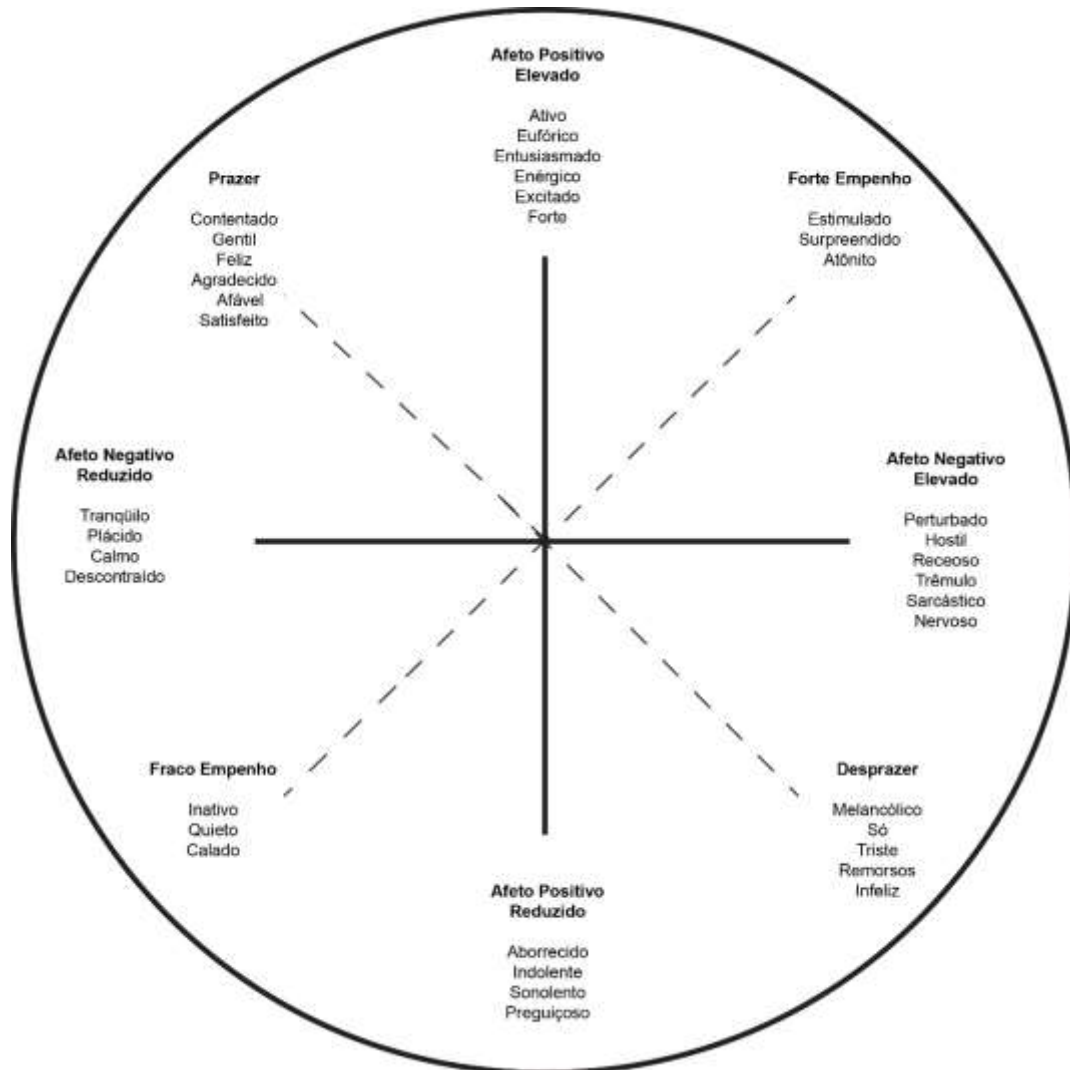 Afeto Positivo
Elevado
Ativo
Eufórico
Entusiasmado
Enérgico
Excitado
Forte
Prazer
Contentado
Gentil
Feliz
Agradecido
Afável
Satisfeito
Forte Empenho
Estimulado
Surpreendido
Atônito
Afeto Negativo
Reduzido
Tranqüilo
Plácido
Calmo
Descontraído
Afeto Negativo
Elevado
Perturbado
Hostil
Receoso
Trêmulo
Sarcástico
Nervoso
Fraco Empenho
Inativo
Quieto
Calado
Desprazer
Melancólico
Só
Triste
Remorsos
Infeliz
Afeto Positivo
Reduzido
Aborrecido
Indolente
Sonolento
Preguiçoso